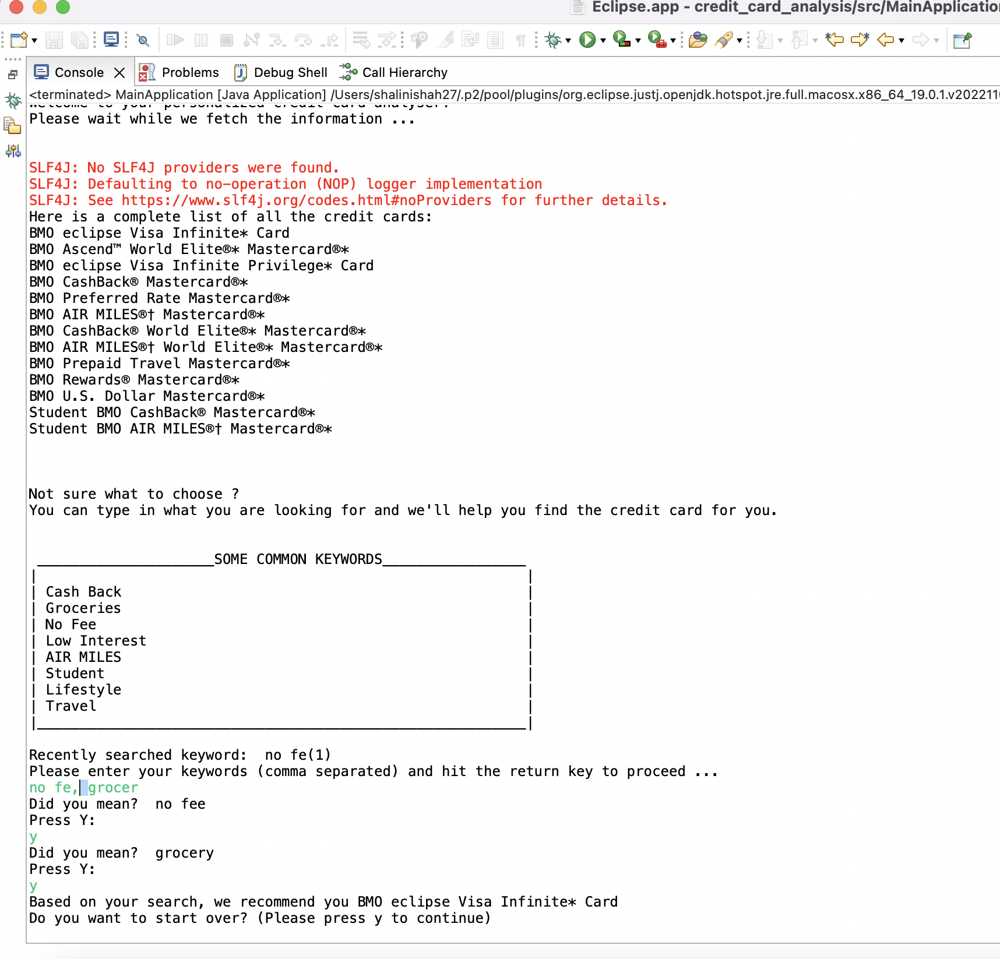 Eclipse.app - credit_card_analysis/src/MainApplication
Console Problems Debug Shell Call Hierarchy
<terminated> MainApplication [Java Application] /Users/shalinishah27/.p2/pool/plugins/org.eclipse.justj.openjdk.hotspot.jre.full.macosx.x86_64_19.0.1.v2022110
Welcome to your personalized credit card analyser!
Please wait while we fetch the information ...
SLF4J: No SLF4J providers were found.
SLF4J: Defaulting to no-operation (NOP) logger implementation
SLF4J: See https://www.slf4j.org/codes.html#noProviders for further details.
Here is a complete list of all the credit cards:
BMO eclipse Visa Infinite* Card
BMO Ascend™ World Elite®* Mastercard®*
BMO eclipse Visa Infinite Privilege* Card
BMO CashBack® Mastercard®*
BMO Preferred Rate Mastercard®*
BMO AIR MILES®† Mastercard®*
BMO CashBack® World Elite®* Mastercard®*
BMO AIR MILES®† World Elite®* Mastercard®*
BMO Prepaid Travel Mastercard®*
BMO Rewards® Mastercard®*
BMO U.S. Dollar Mastercard®*
Student BMO CashBack® Mastercard®*
Student BMO AIR MILES®† Mastercard®*
Not sure what to choose ?
You can type in what you are looking for and we'll help you find the credit card for you.
_____________________SOME COMMON KEYWORDS_________________
| Cash Back |
| Groceries |
| No Fee |
| Low Interest |
| AIR MILES |
| Student |
| Lifestyle |
| Travel |
Recently searched keyword:  no fe(1)
Please enter your keywords (comma separated) and hit the return key to proceed ...
no fe, grocer
Did you mean?  no fee
Press Y:
y
Did you mean?  grocery
Press Y:
y
Based on your search, we recommend you BMO eclipse Visa Infinite* Card
Do you want to start over? (Please press y to continue)